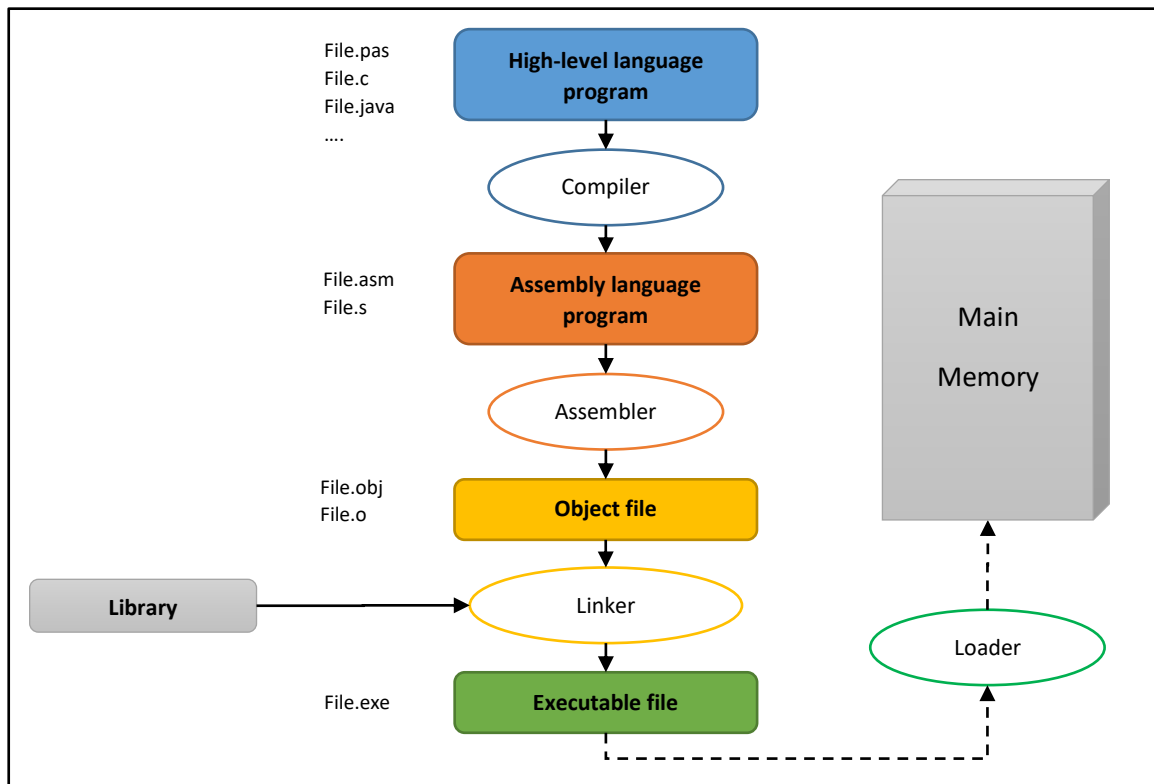 File.pas
File.c
File.java
....
High-level language
program
Compiler
File.asm
File.s
Assembly language
program
Main
Memory
Assembler
File.obj
File.o
Object file
Library
Linker
Loader
File.exe
Executable file